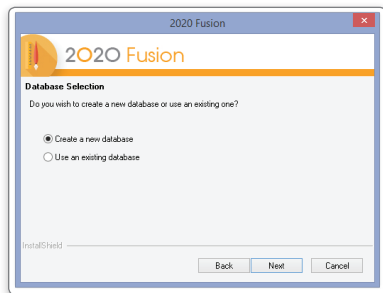 2020 Fusion
2020 Fusion
Database Selection
Do you wish to create a new database or use an existing one?
Create a new database
Use an existing database
InstallShield
Back Next Cancel